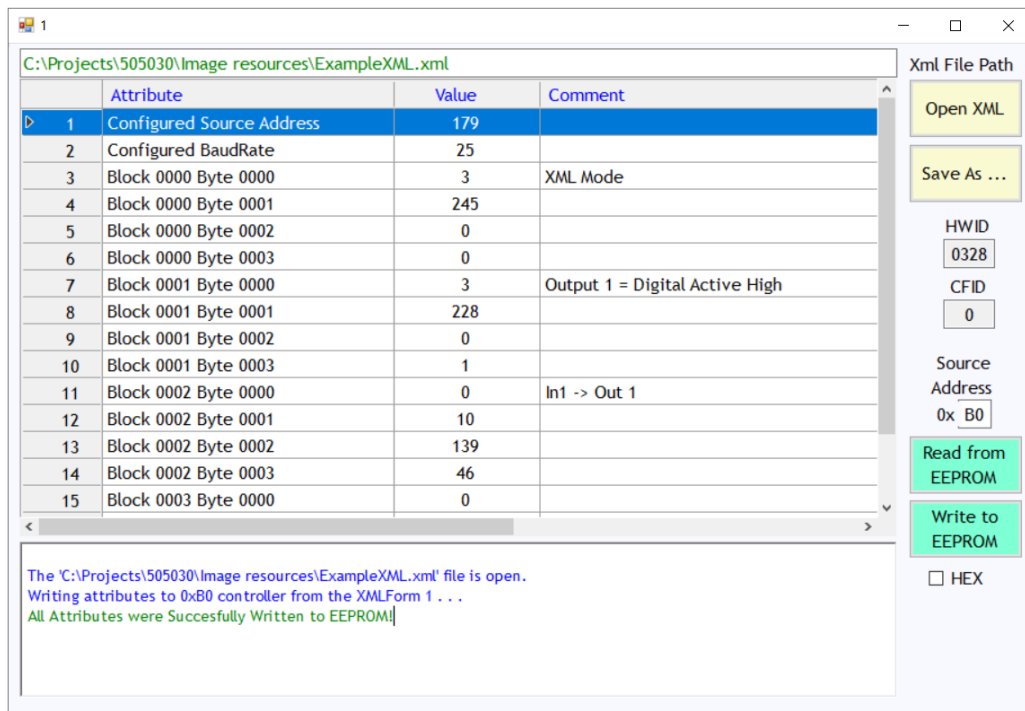 1
C:\Projects\505030\Image resources\ExampleXML.xml
Xml File Path
Attribute Value Comment
Open XML
1 Configured Source Address 179
2 Configured BaudRate 25
3 Block 0000 Byte 0000 3 XML Mode
Save As ...
4 Block 0000 Byte 0001 245
5 Block 0000 Byte 0002 0
HWID
6 Block 0000 Byte 0003 0
0328
7 Block 0001 Byte 0000 3 Output 1 = Digital Active High
CFID
8 Block 0001 Byte 0001 228
0
9 Block 0001 Byte 0002 0
10 Block 0001 Byte 0003 1
Source
Address
11 Block 0002 Byte 0000 0 In1 -> Out 1
0x B0
12 Block 0002 Byte 0001 10
13 Block 0002 Byte 0002 139
Read from
EEPROM
14 Block 0002 Byte 0003 46
15 Block 0003 Byte 0000 0
Write to
EEPROM
HEX
The 'C:\Projects\505030\Image resources\ExampleXML.xml' file is open.
Writing attributes to 0xB0 controller from the XMLForm 1 . . .
All Attributes were Succesfully Written to EEPROM!